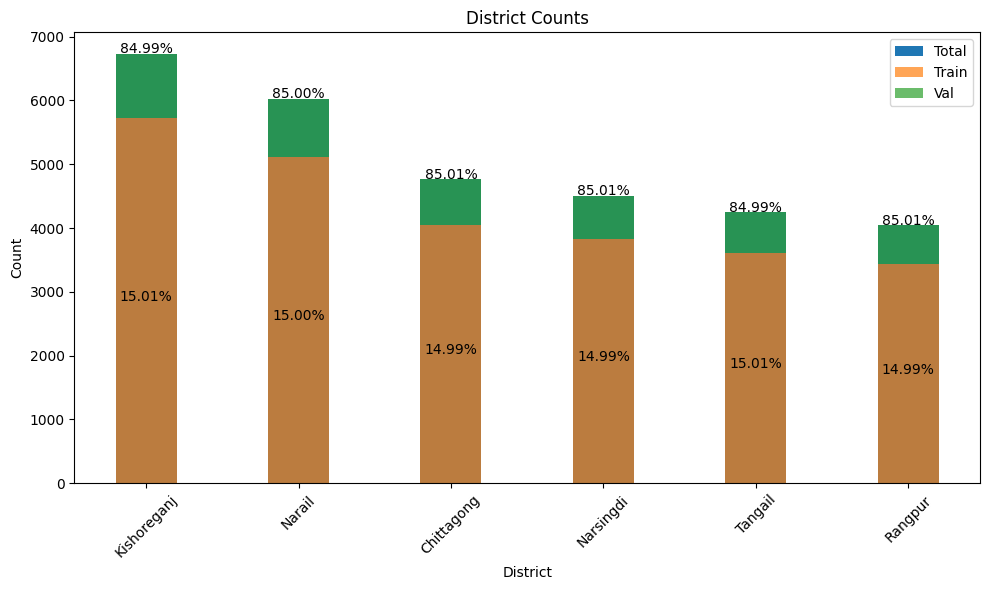 District Counts
Total
Train
Val
Count
7000
6000
5000
4000
3000
2000
1000
0
84.99%
85.00%
85.01%
85.01%
84.99%
85.01%
15.01%
15.00%
14.99%
14.99%
15.01%
14.99%
Kishoreganj
Narail
Chittagong
Narsingdi
Tangail
Rangpur
District